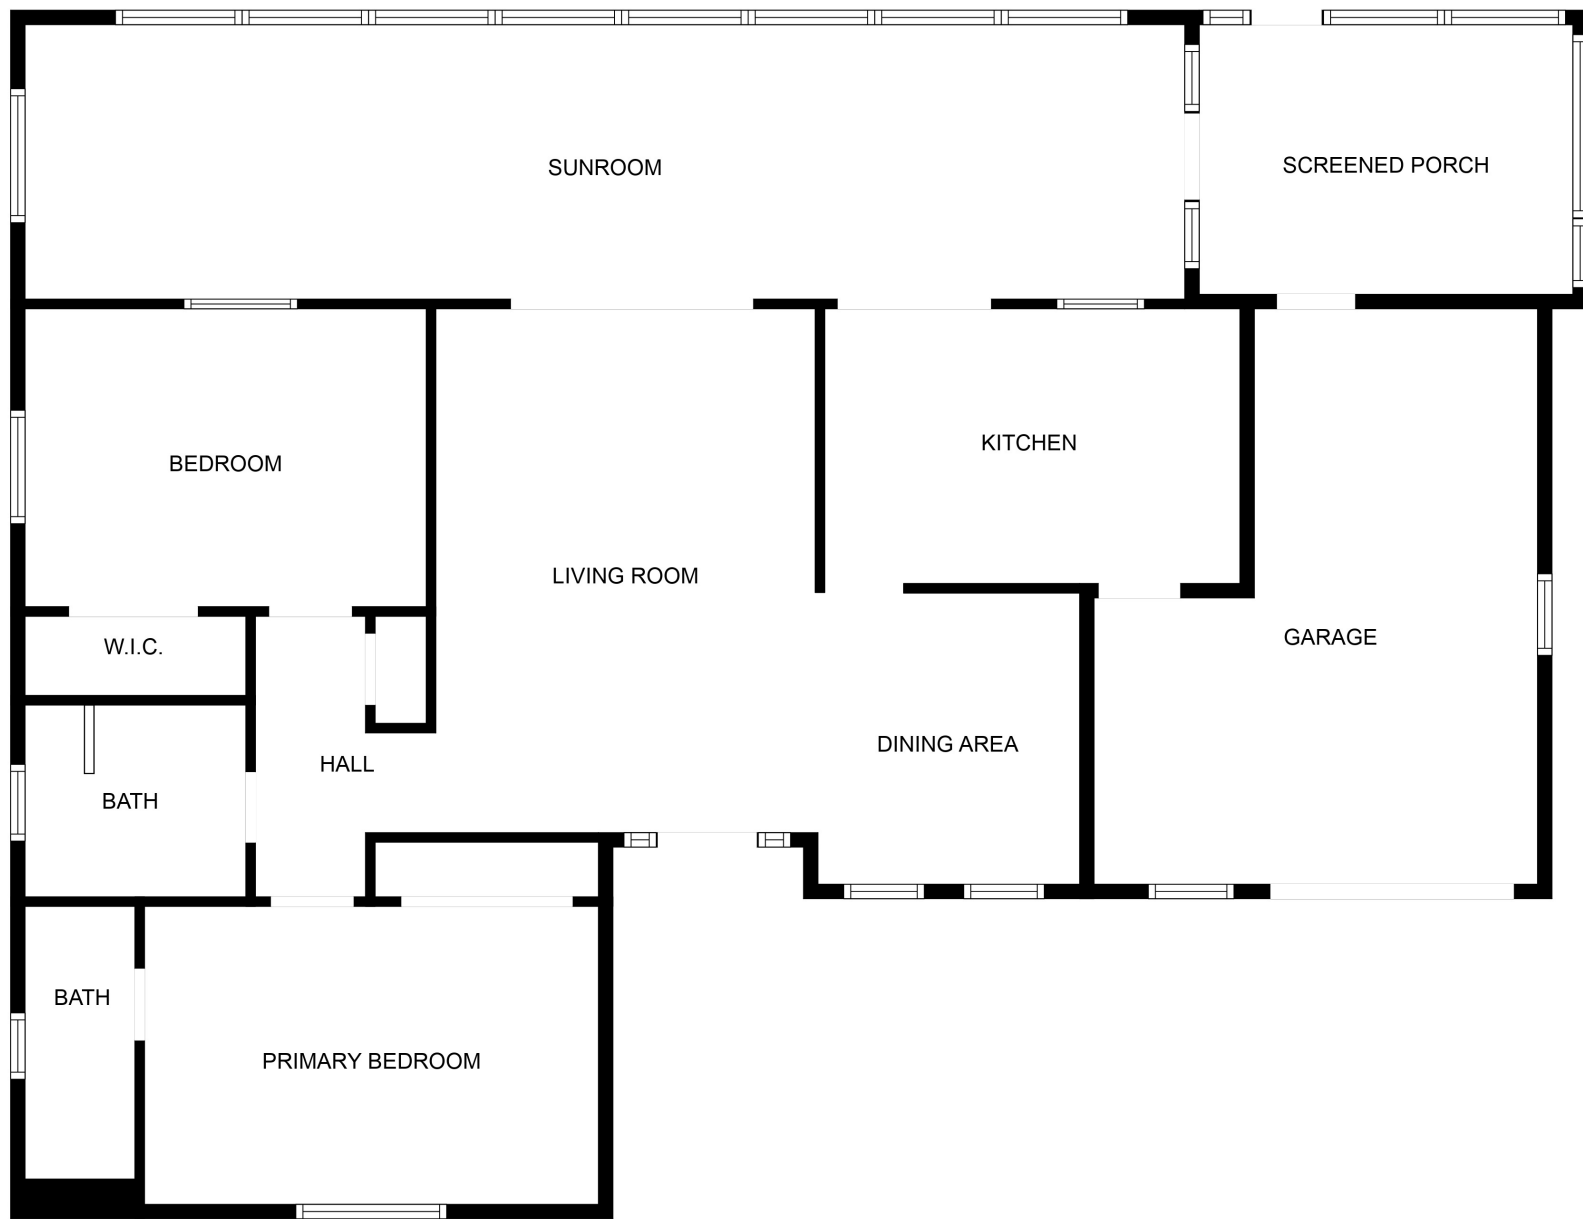 SUNROOM
SCREENED PORCH
BEDROOM
KITCHEN
LIVING ROOM
GARAGE
W.I.C.
HALL
DINING AREA
BATH
BATH
PRIMARY BEDROOM